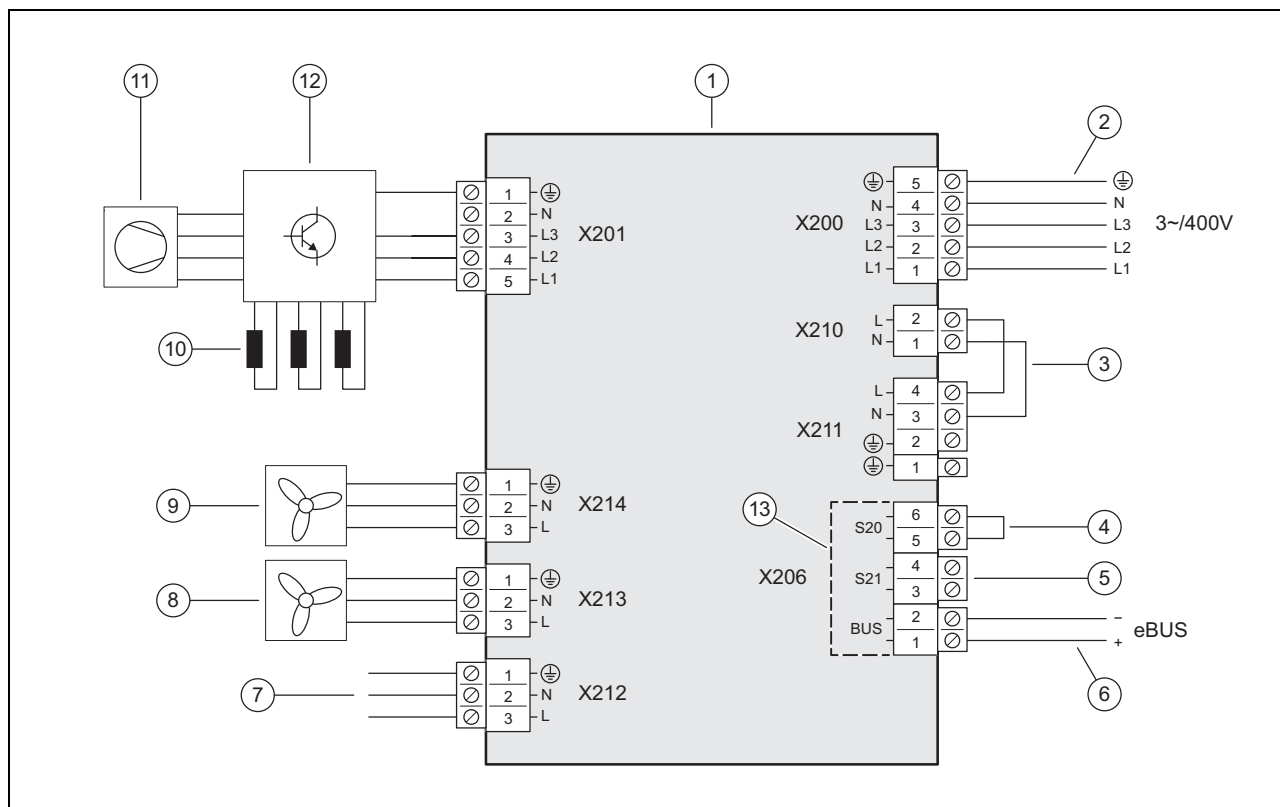 11
12
1
2
5
N 4 N
X201
X200
L3 3 L3 3~/400V
L2 2 L2
L1 1 L1
1
2 N
3 L3
4 L2
5 L1
10
X210
L 2
N 1
3
X211
L 4
N 3
2
1
9
1
2 N
3 L
X214
13
X206
S20
6
5
4
S21
4
3
5
BUS
2 −
1 +
eBUS
6
8
1
2 N
3 L
X213
7
1
2 N
3 L
X212